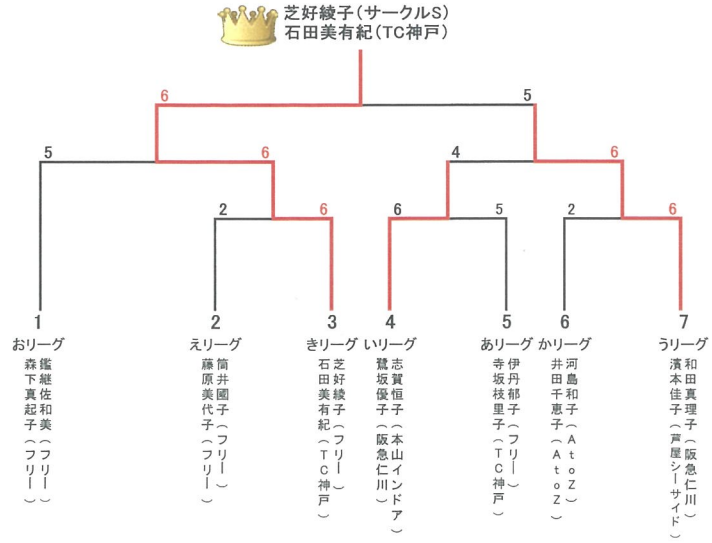 芝好綾子(サークルS)
石田美有紀(TC神戸)
6
5
5
6
4
6
2
6
6
5
2
6
1
2
3
4
5
6
7
おリーグ
えリーグ
きリーグ
いリーグ
あリーグ
かリーグ
うリーグ
鑑継佐和美(フリー)
森下真起子(フリー)
筒井國子(フリー)
藤原美代子(フリー)
芝好綾子(フリー)
石田美有紀(TC神戸)
志賀恒子(本山インドア)
鷺坂優子(阪急仁川)
伊丹郁子(フリー)
寺坂枝里子(TC神戸)
河島和子(AtoZ)
井田千恵子(AtoZ)
和田真理子(阪急仁川)
濱本佳子(芦屋シーサイド)